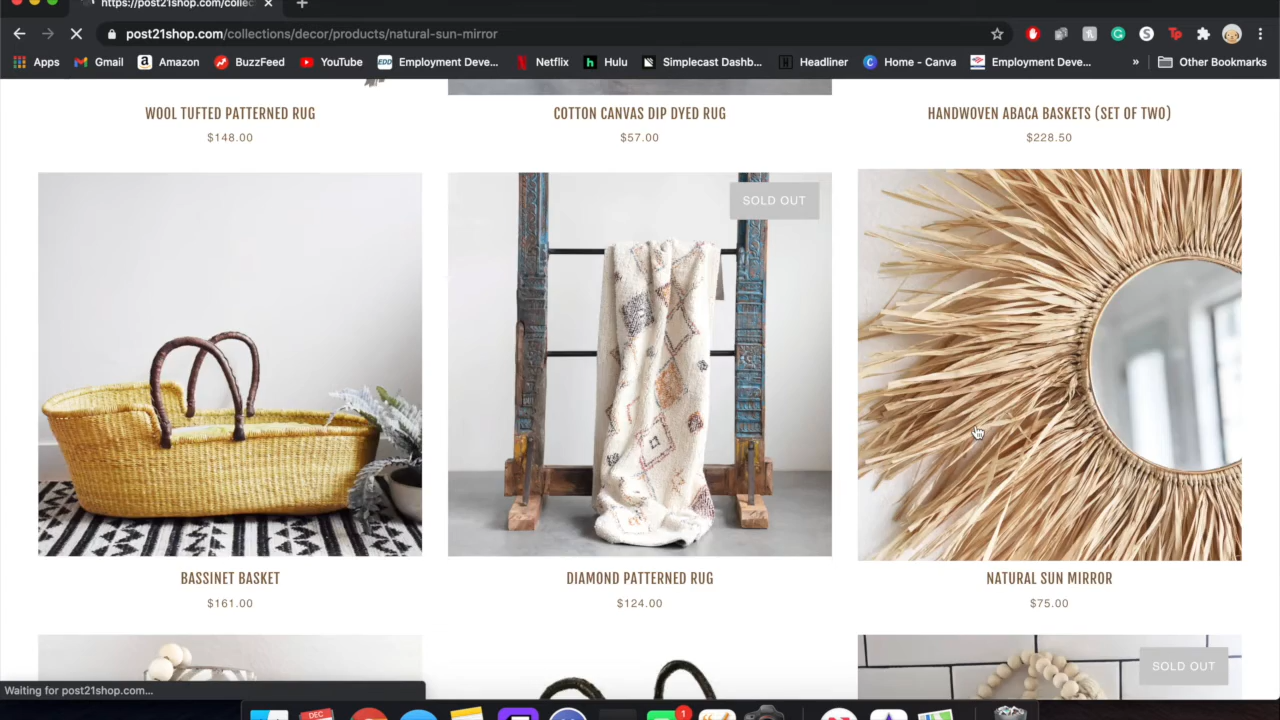 https://post21shop.com/collec
post21shop.com/collections/decor/products/natural-sun-mirror
Apps Gmail Amazon BuzzFeed YouTube Employment Deve... Netflix Hulu Simplecast Dashb... Headliner Home - Canva Employment Deve... » Other Bookmarks
WOOL TUFTED PATTERNED RUG
$148.00
COTTON CANVAS DIP DYED RUG
$57.00
HANDWOVEN ABACA BASKETS (SET OF TWO)
$228.50
SOLD OUT
BASSINET BASKET
$161.00
DIAMOND PATTERNED RUG
$124.00
NATURAL SUN MIRROR
$75.00
SOLD OUT
Waiting for post21shop.com...
DEC
1